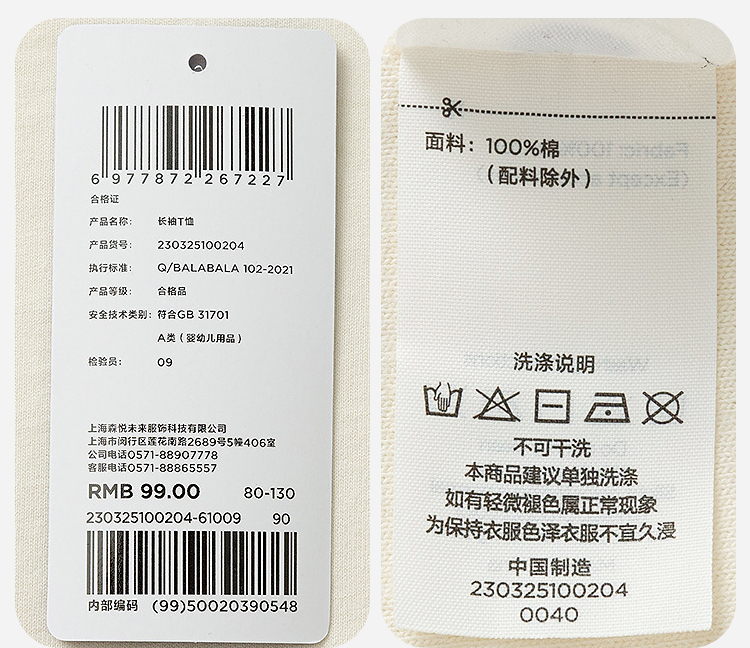 6 977872 267227
合格证
产品名称： 长袖T恤
产品货号： 230325100204
执行标准： Q/BALABALA 102-2021
产品等级： 合格品
安全技术类别：符合GB 31701
A类（婴幼儿用品）
检验员： 09
上海森悦未来服饰科技有限公司
上海市闵行区莲花南路2689号5幢406室
公司电话0571-88907778
客服电话0571-88865557
RMB 99.00 80-130
230325100204-61009 90
内部编码 (99)50020390548
面料：100%棉
（配料除外）
洗涤说明
不可干洗
本商品建议单独洗涤
如有轻微褪色属正常现象
为保持衣服色泽衣服不宜久浸
中国制造
230325100204
0040